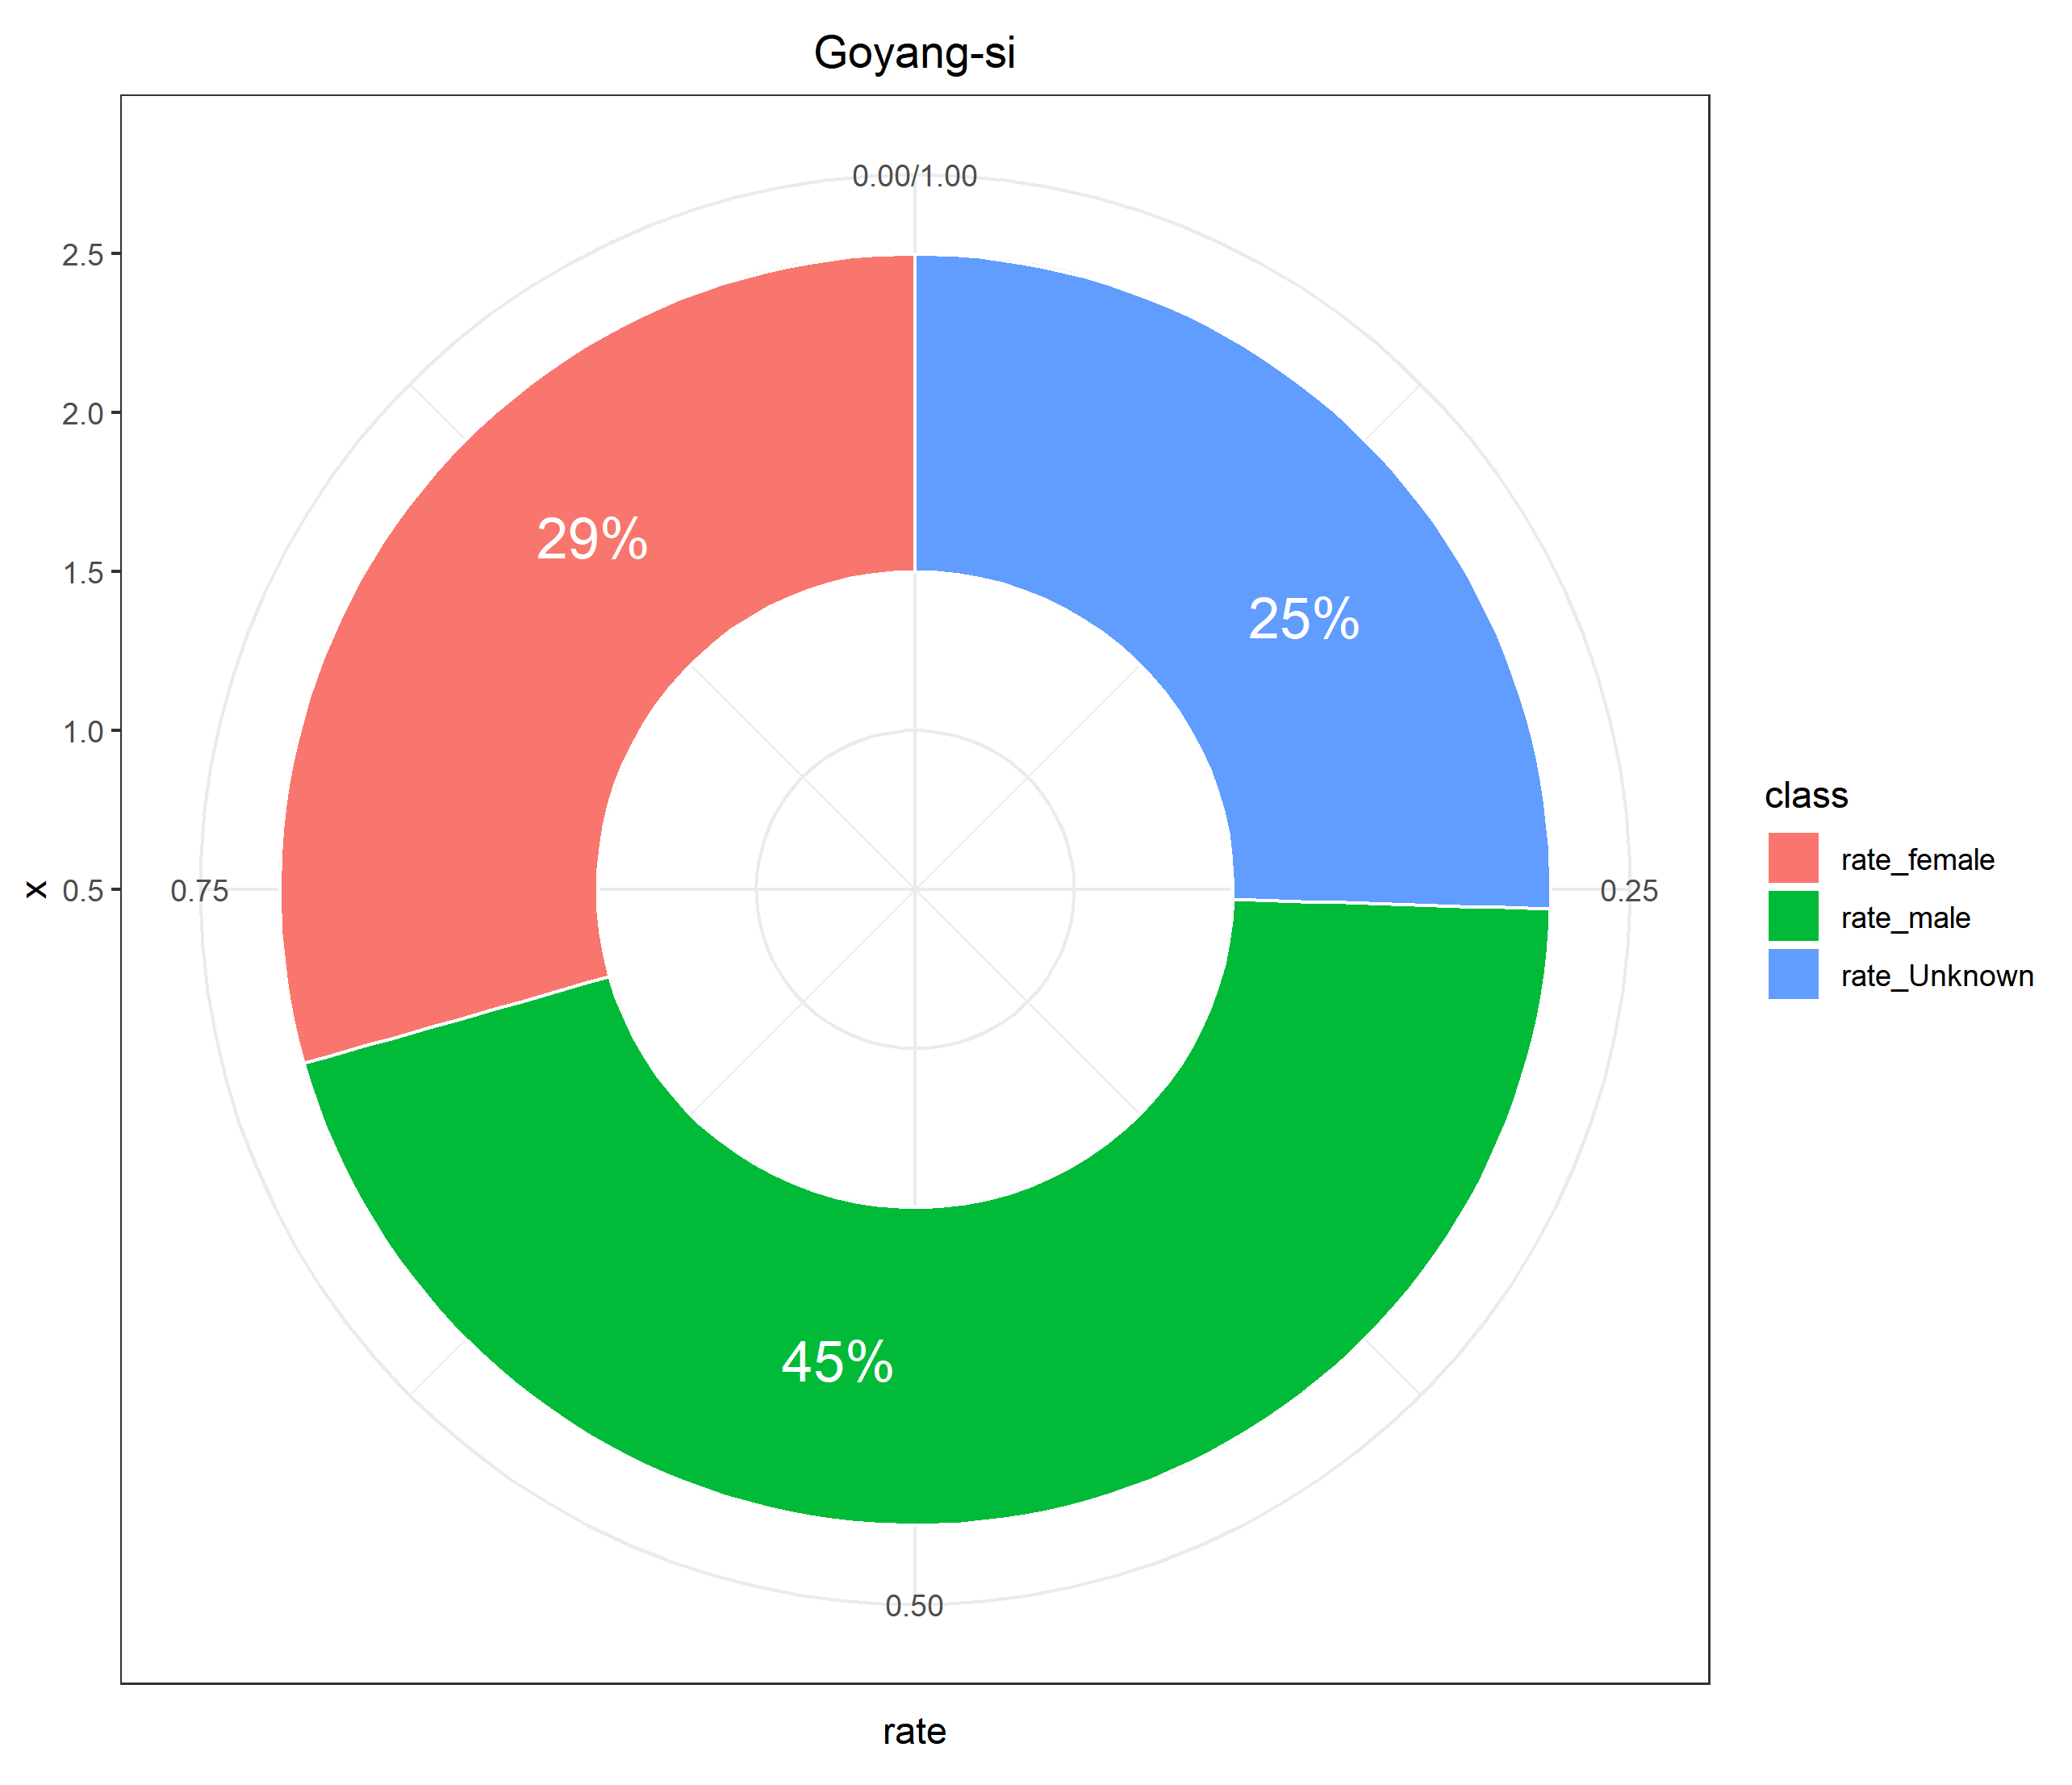 Goyang-si
0.00/1.00
2.5
2.0
29%
1.5
25%
1.0
x
0.5
0.75
0.25
45%
0.50
rate
class
rate_female
rate_male
rate_Unknown